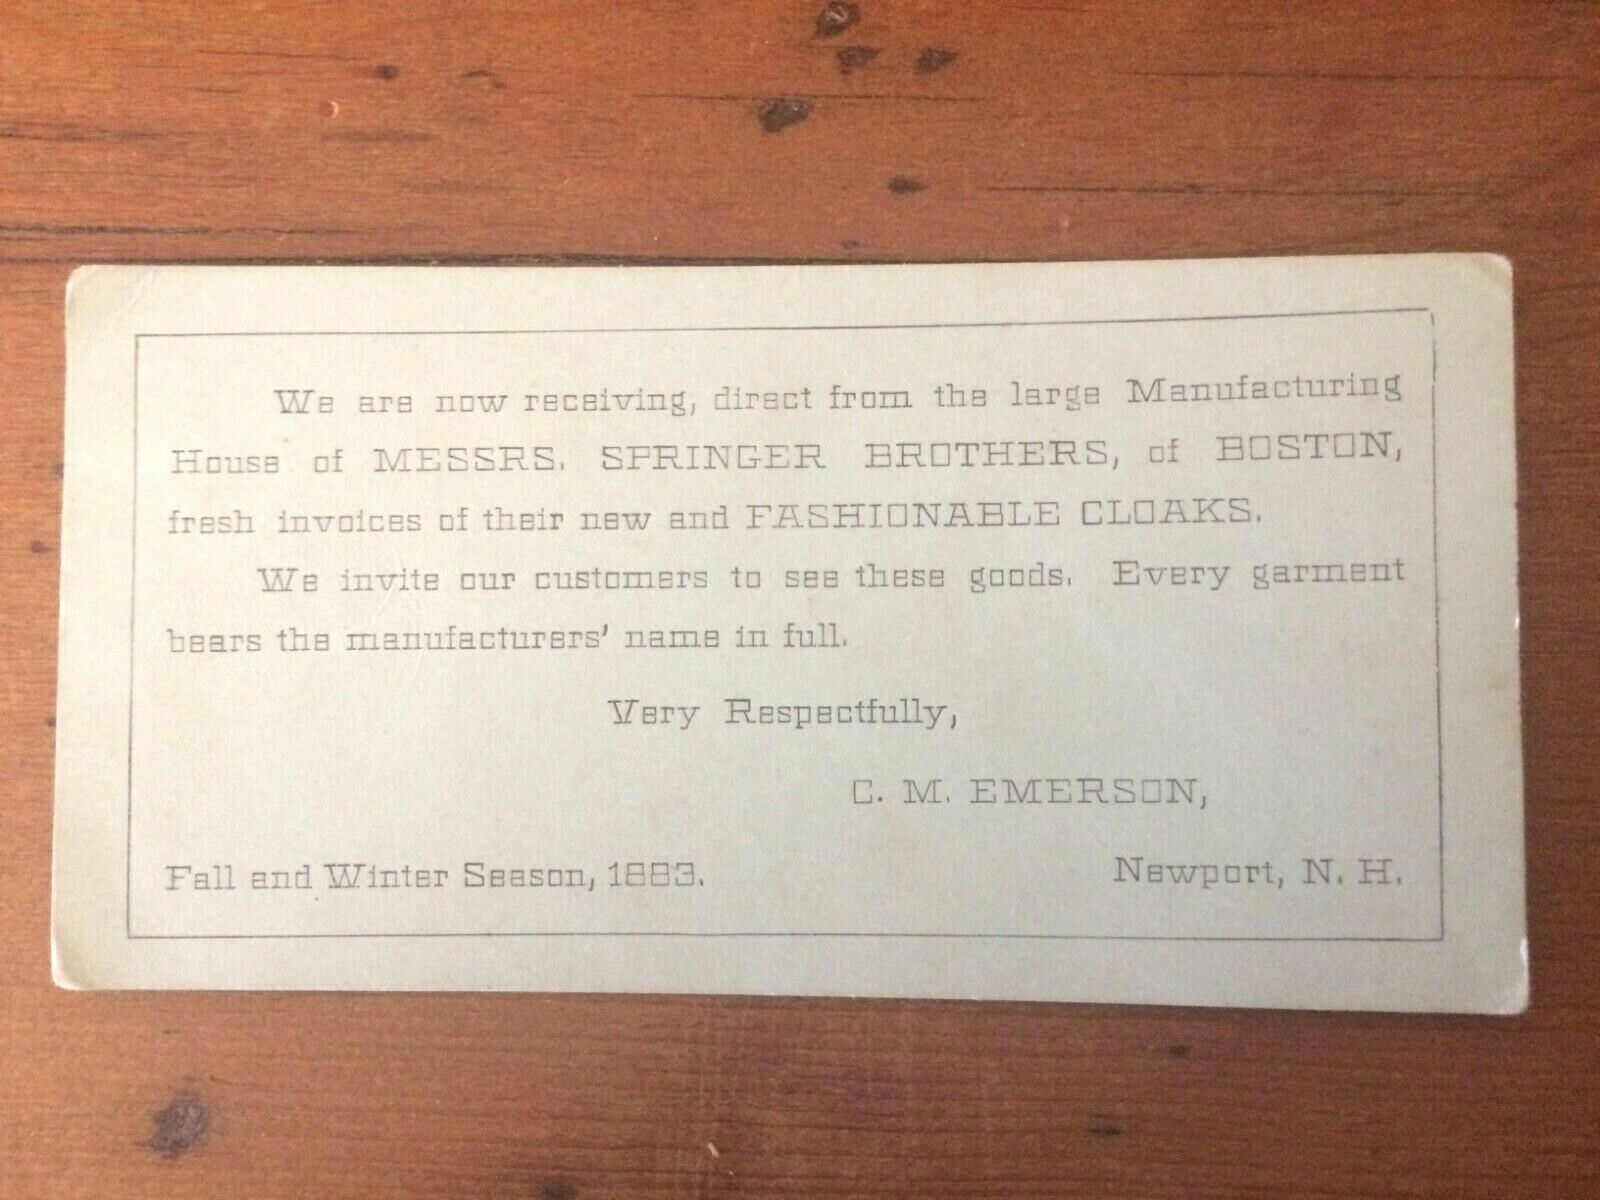 We are now receiving, direct from the large Manufacturing
House of MESSRS. SPRINGER BROTHERS, of BOSTON,
fresh invoices of their new and FASHIONABLE CLOAKS.
We invite our customers to see these goods. Every garment
bears the manufacturers' name in full.
Very Respectfully,
C. M. EMERSON,
Fall and Winter Season, 1883. Newport, N. H.